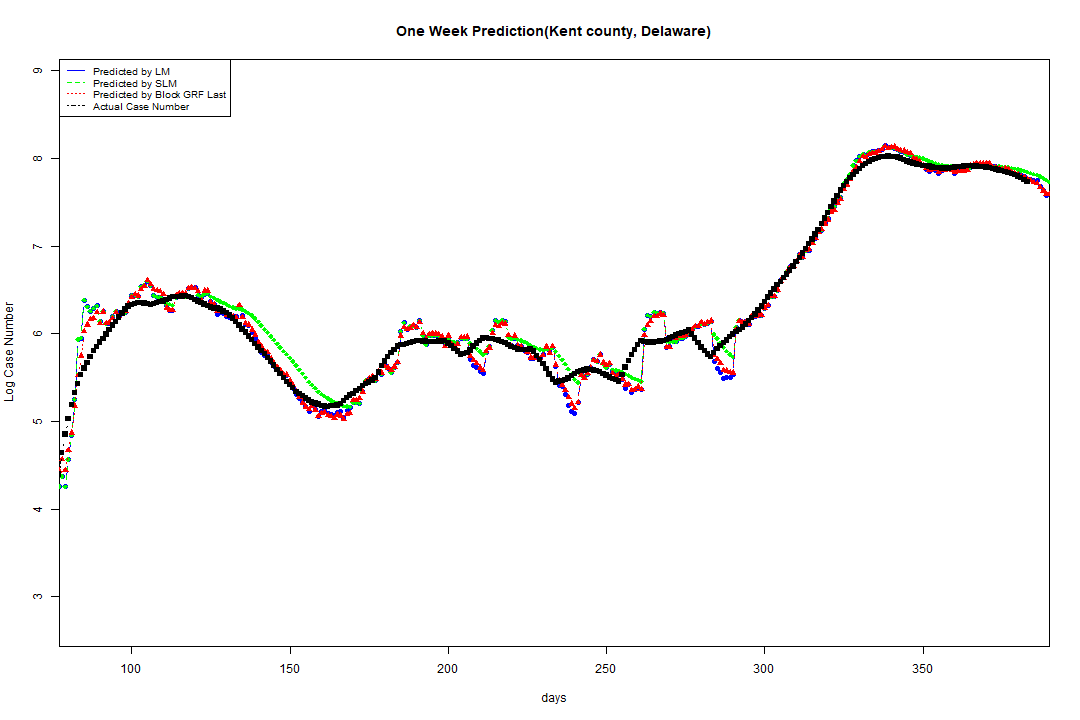 One Week Prediction(Kent county, Delaware)
Predicted by LM
Predicted by SLM
Predicted by Block GRF Last
Actual Case Number
9
8
7
6
5
4
3
Log Case Number
100 150 200 250 300 350
days